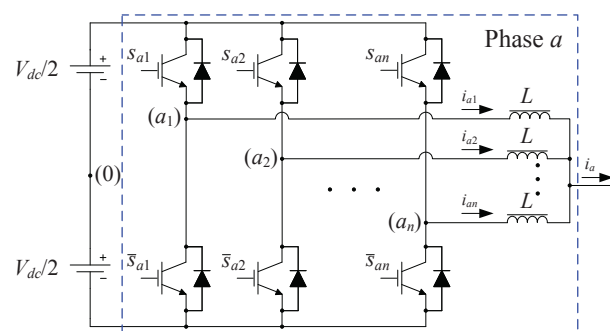 Phase a
V_dc/2
+
−
s_a1
s_a2
s_an
(a_1)
i_a1
L
(a_2)
i_a2
L
i_a
(0)
. . .
(a_n)
i_an
L
V_dc/2
+
−
s̅_a1
s̅_a2
s̅_an